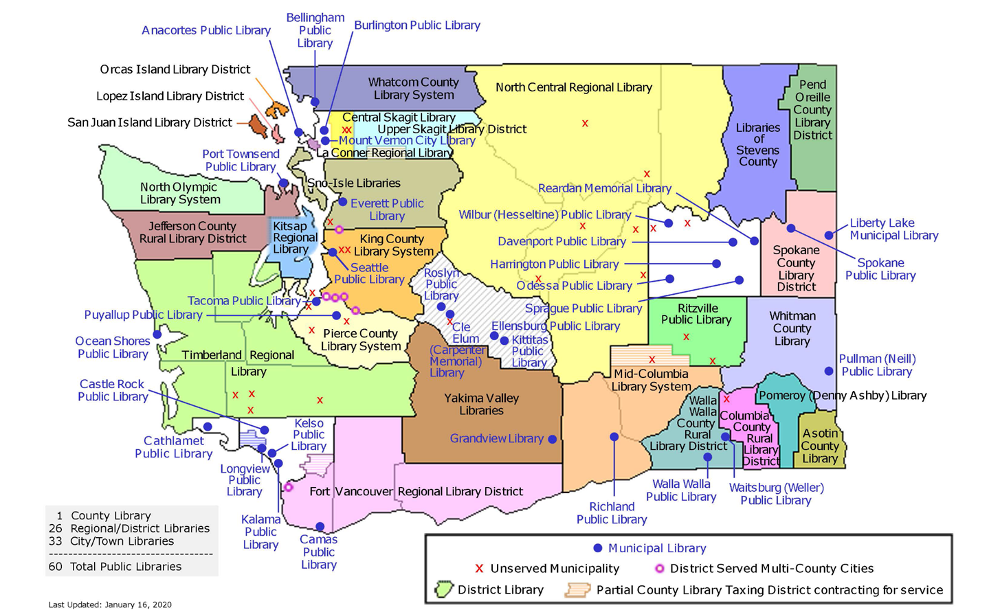 Bellingham
Public
Library
Anacortes Public Library
Burlington Public Library
Orcas Island Library District
Lopez Island Library District
San Juan Island Library District
Whatcom County
Library System
North Central Regional Library
Pend
Oreille
County
Library
District
Libraries
of
Stevens
County
Central Skagit Library
Upper Skagit Library District
Mount Vernon City Library
La Conner Regional Library
Port Townsend
Public Library
North Olympic
Library System
Sno-Isle Libraries
Everett Public
Library
Reardan Memorial Library
Wilbur (Hesseltine) Public Library
Davenport Public Library
Harrington Public Library
Odessa Public Library
Sprague Public Library
Jefferson County
Rural Library District
Kitsap
Regional
Library
King County
Library System
Seattle
Public Library
Liberty Lake
Municipal Library
Spokane
County
Library
District
Spokane
Public Library
Roslyn
Public
Library
Tacoma Public Library
Puyallup Public Library
Pierce County
Library System
Cle
Elum
(Carpenter
Memorial)
Library
Ellensburg Public Library
Kittitas
Public
Library
Ritzville
Public Library
Whitman
County
Library
Ocean Shores
Public Library
Timberland Regional
Library
Pullman (Neill)
Public Library
Mid-Columbia
Library System
Castle Rock
Public Library
Yakima Valley
Libraries
Grandview Library
Walla
Walla
County
Rural
Library District
Columbia
County
Rural
Library
District
Pomeroy (Denny Ashby) Library
Asotin
County
Library
Cathlamet
Public Library
Kelso
Public
Library
Longview
Public
Library
Kalama
Public
Library
Camas
Public
Library
Fort Vancouver Regional Library District
Richland
Public Library
Walla Walla
Public Library
Waitsburg (Weller)
Public Library
1 County Library
26 Regional/District Libraries
33 City/Town Libraries
----------------------------------
60 Total Public Libraries
Municipal Library
x Unserved Municipality
District Served Multi-County Cities
District Library
Partial County Library Taxing District contracting for service
Last Updated: January 16, 2020